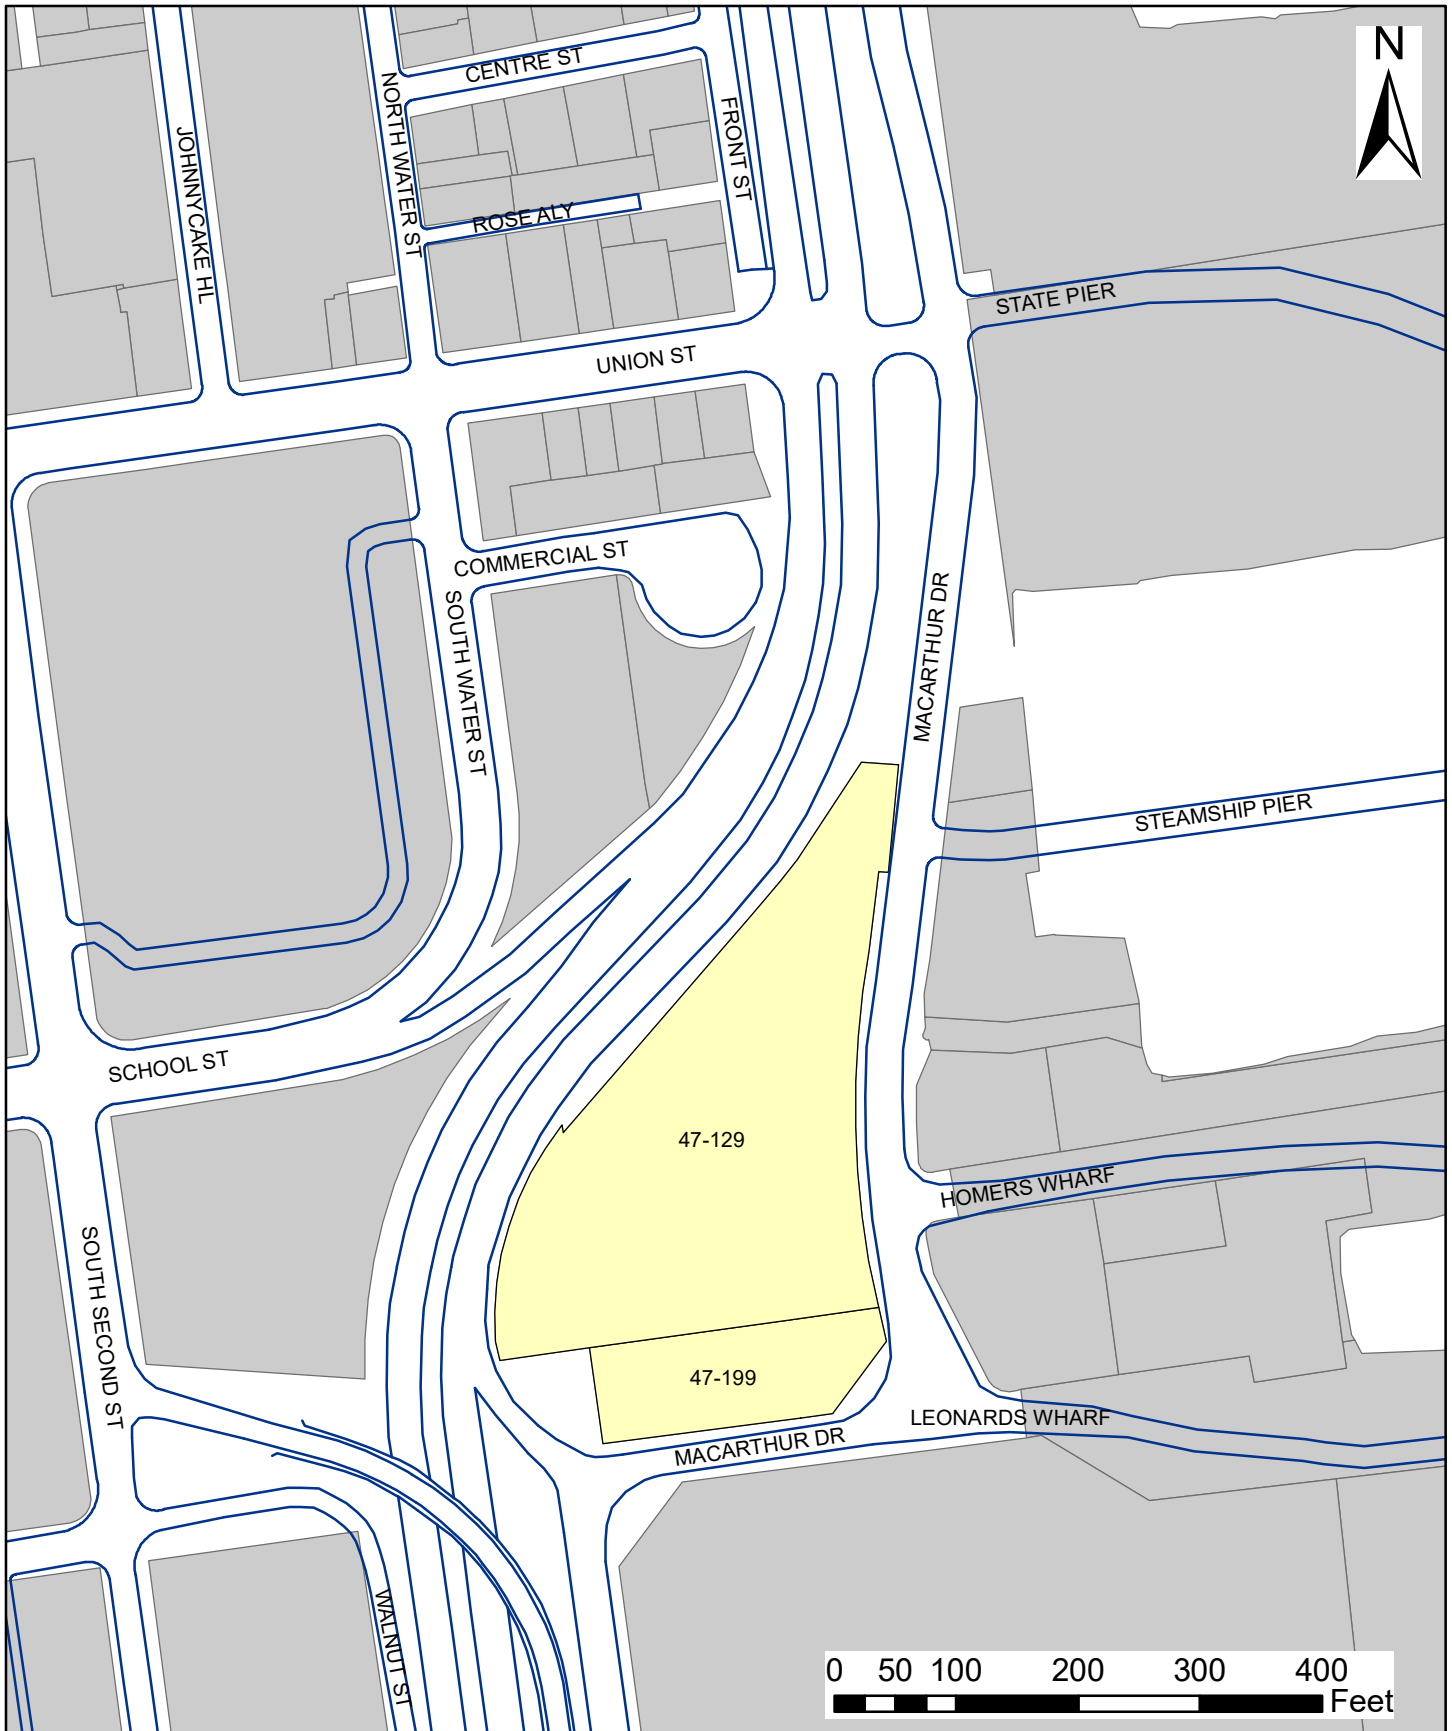 N
CENTRE ST
NORTH WATER ST
FRONT ST
JOHNNYCAKE HL
ROSE ALY
STATE PIER
UNION ST
COMMERCIAL ST
SOUTH WATER ST
MACARTHUR DR
STEAMSHIP PIER
SCHOOL ST
47-129
HOMERS WHARF
SOUTH SECOND ST
47-199
LEONARDS WHARF
MACARTHUR DR
WALNUT ST
0 50 100 200 300 400
Feet